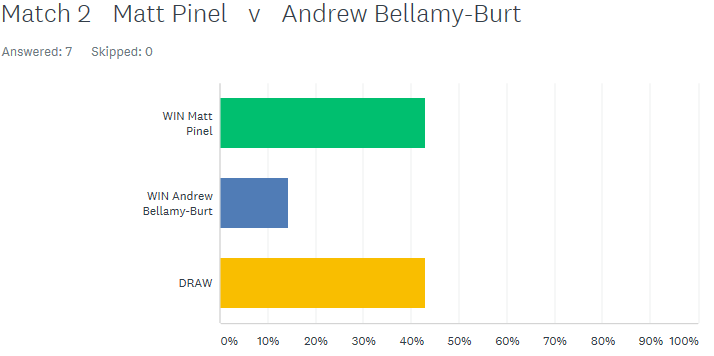 Match 2 Matt Pinel v Andrew Bellamy-Burt
Answered: 7 Skipped: 0
WIN Matt
Pinel
WIN Andrew
Bellamy-Burt
DRAW
0% 10% 20% 30% 40% 50% 60% 70% 80% 90% 100%